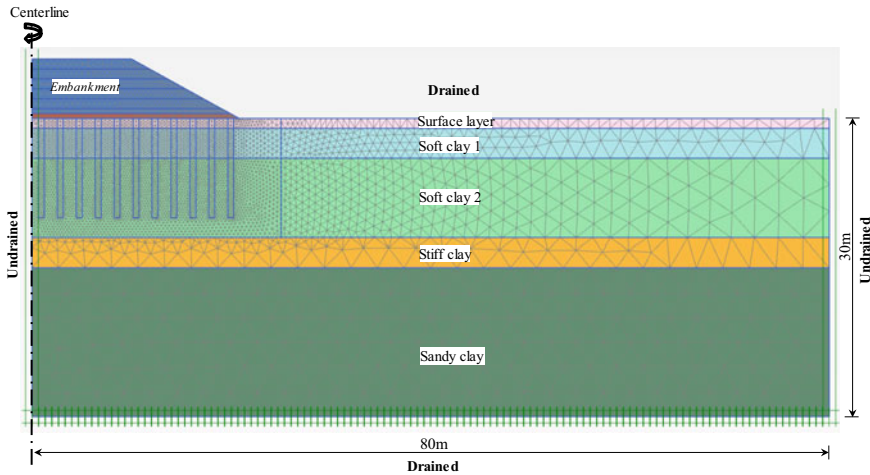 Centerline
Embankment
Drained
Surface layer
Soft clay 1
Soft clay 2
Undrained
Stiff clay
30m
Undrained
Sandy clay
80m
Drained